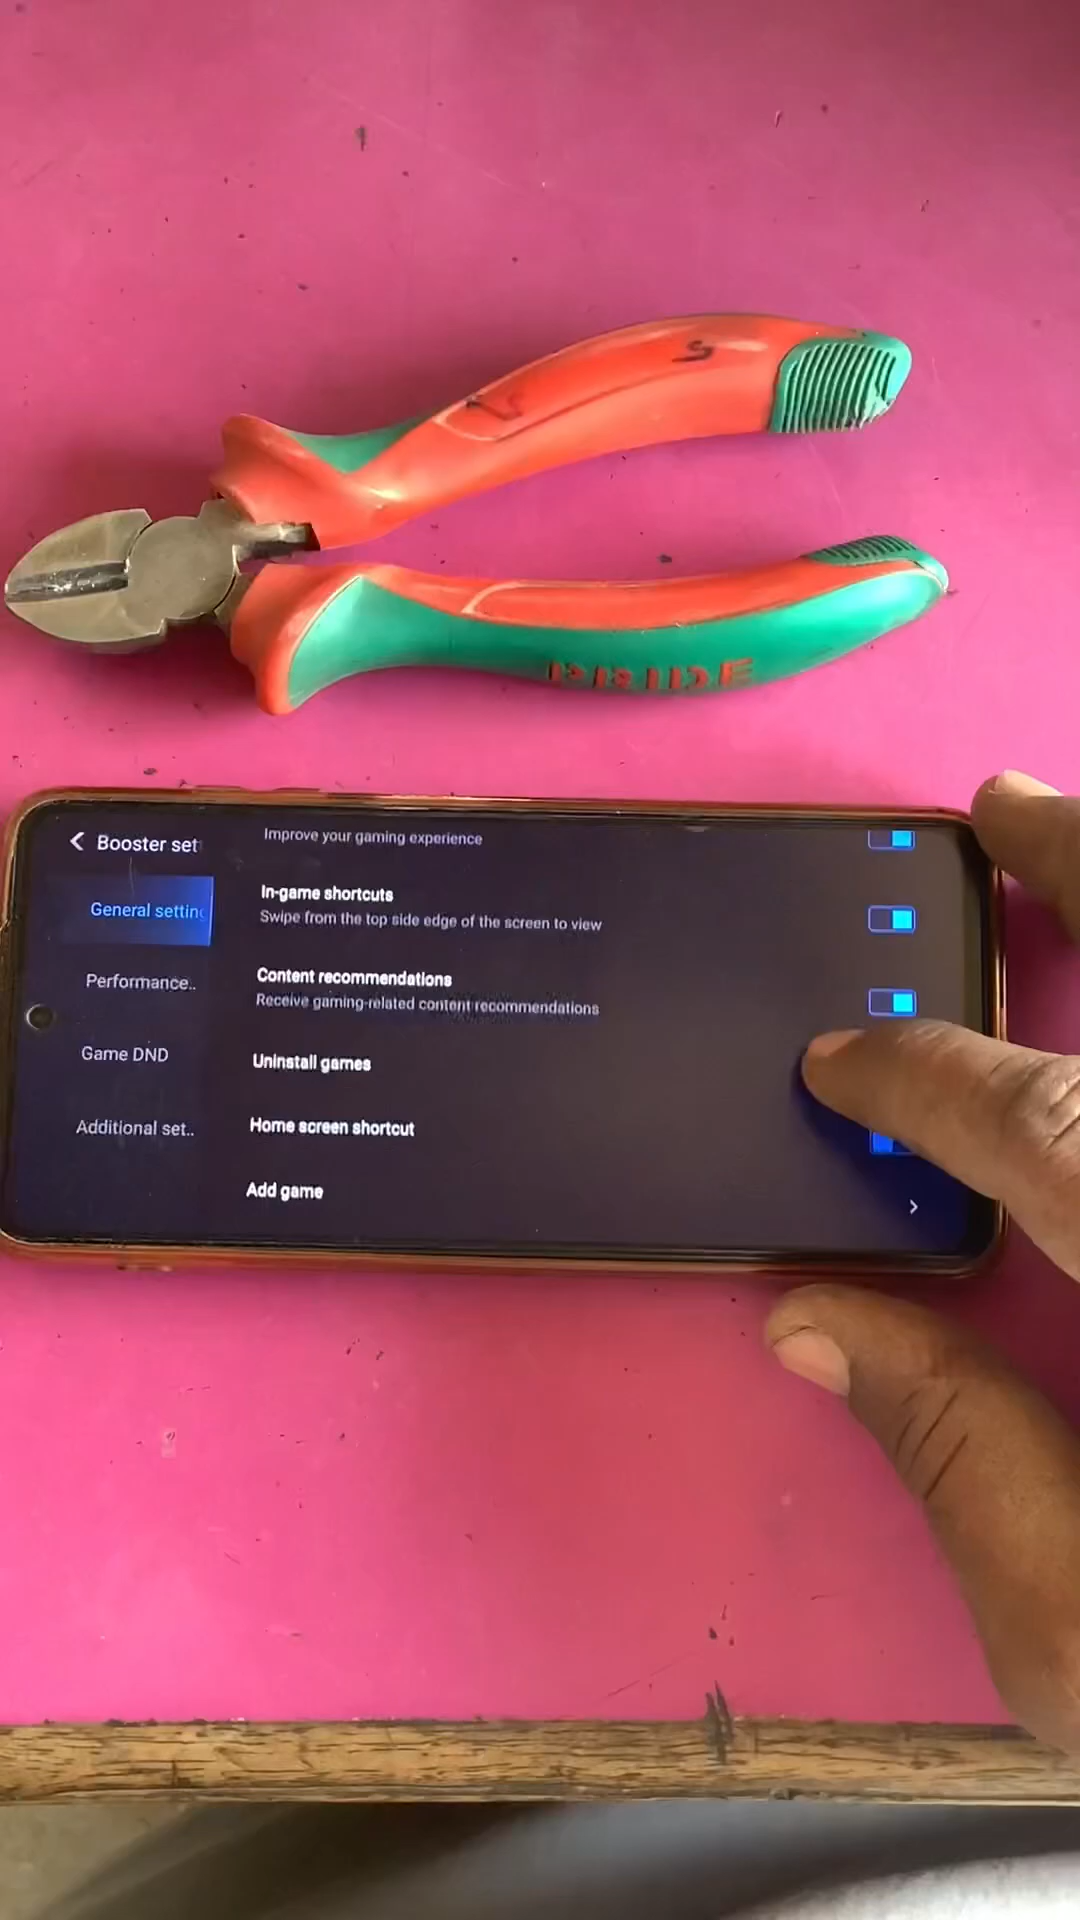 Booster set
General setting
Performance..
Game DND
Additional set..
Improve your gaming experience
In-game shortcuts
Swipe from the top side edge of the screen to view
Content recommendations
Receive gaming-related content recommendations
Uninstall games
Home screen shortcut
Add game